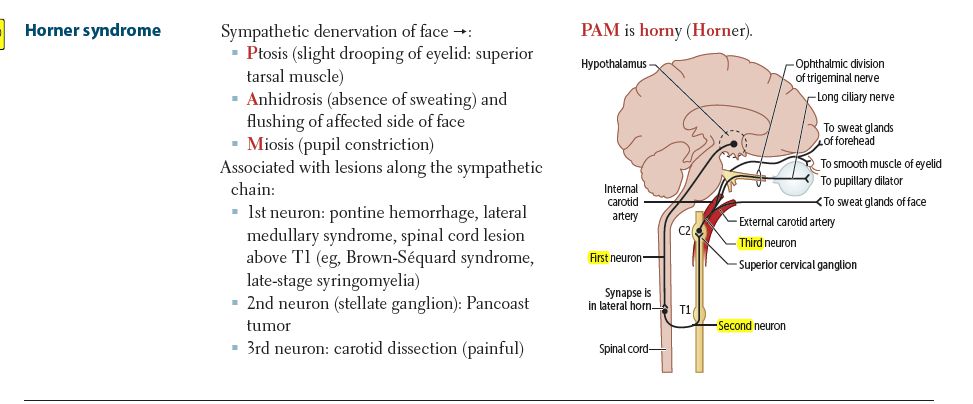 Horner syndrome
Sympathetic denervation of face →:
▪ Ptosis (slight drooping of eyelid: superior
tarsal muscle)
▪ Anhidrosis (absence of sweating) and
flushing of affected side of face
▪ Miosis (pupil constriction)
Associated with lesions along the sympathetic
chain:
▪ 1st neuron: pontine hemorrhage, lateral
medullary syndrome, spinal cord lesion
above T1 (eg, Brown-Séquard syndrome,
late-stage syringomyelia)
▪ 2nd neuron (stellate ganglion): Pancoast
tumor
▪ 3rd neuron: carotid dissection (painful)
PAM is horny (Horner).
Hypothalamus
Ophthalmic division
of trigeminal nerve
Long ciliary nerve
To sweat glands
of forehead
To smooth muscle of eyelid
To pupillary dilator
To sweat glands of face
Internal
carotid
artery
External carotid artery
C2
Third neuron
First neuron
Superior cervical ganglion
Synapse is
in lateral horn
T1
Second neuron
Spinal cord